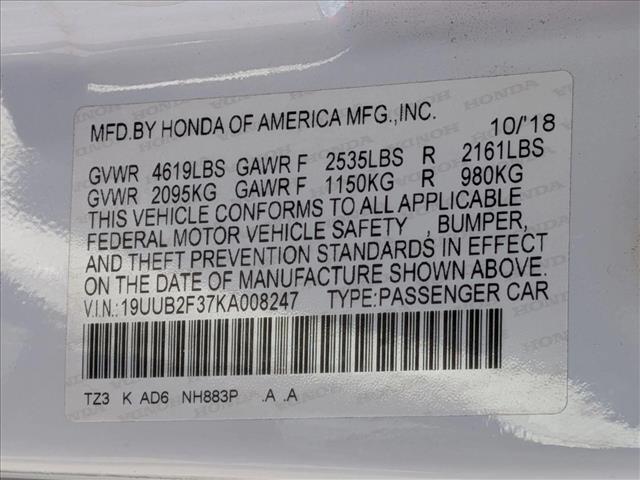 MFD.BY HONDA OF AMERICA MFG.,INC. 10/'18
GVWR 4619LBS GAWR F 2535LBS R 2161LBS
GVWR 2095KG GAWR F 1150KG R 980KG
THIS VEHICLE CONFORMS TO ALL APPLICABLE
FEDERAL MOTOR VEHICLE SAFETY , BUMPER,
AND THEFT PREVENTION STANDARDS IN EFFECT
ON THE DATE OF MANUFACTURE SHOWN ABOVE.
V.I.N.: 19UUB2F37KA008247 TYPE:PASSENGER CAR
TZ3 K AD6 NH883P .A .A